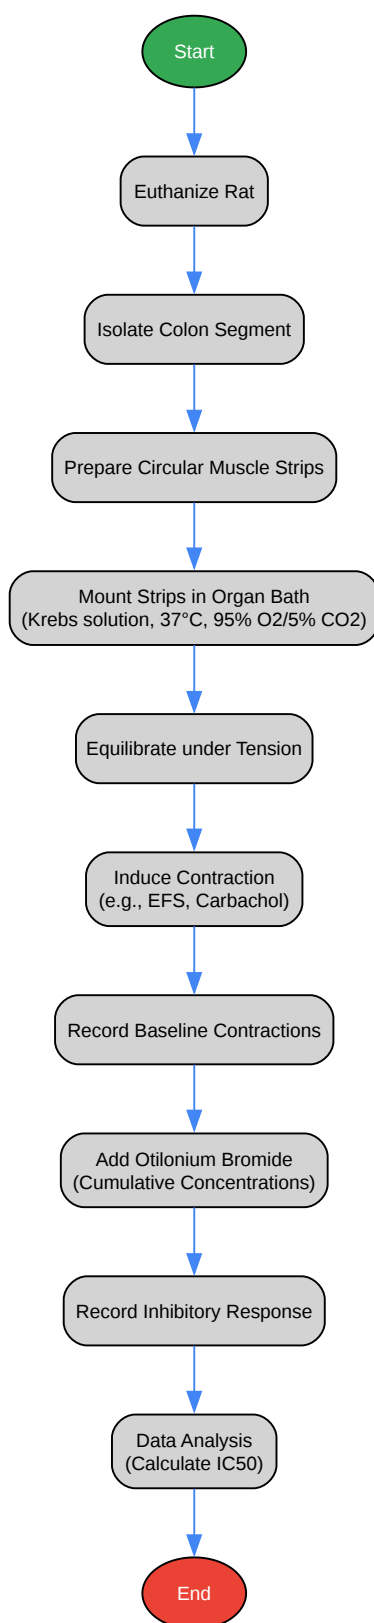 Start
Euthanize Rat
Isolate Colon Segment
Prepare Circular Muscle Strips
Mount Strips in Organ Bath
(Krebs solution, 37°C, 95% O2/5% CO2)
Equilibrate under Tension
Induce Contraction
(e.g., EFS, Carbachol)
Record Baseline Contractions
Add Otilonium Bromide
(Cumulative Concentrations)
Record Inhibitory Response
Data Analysis
(Calculate IC50)
End